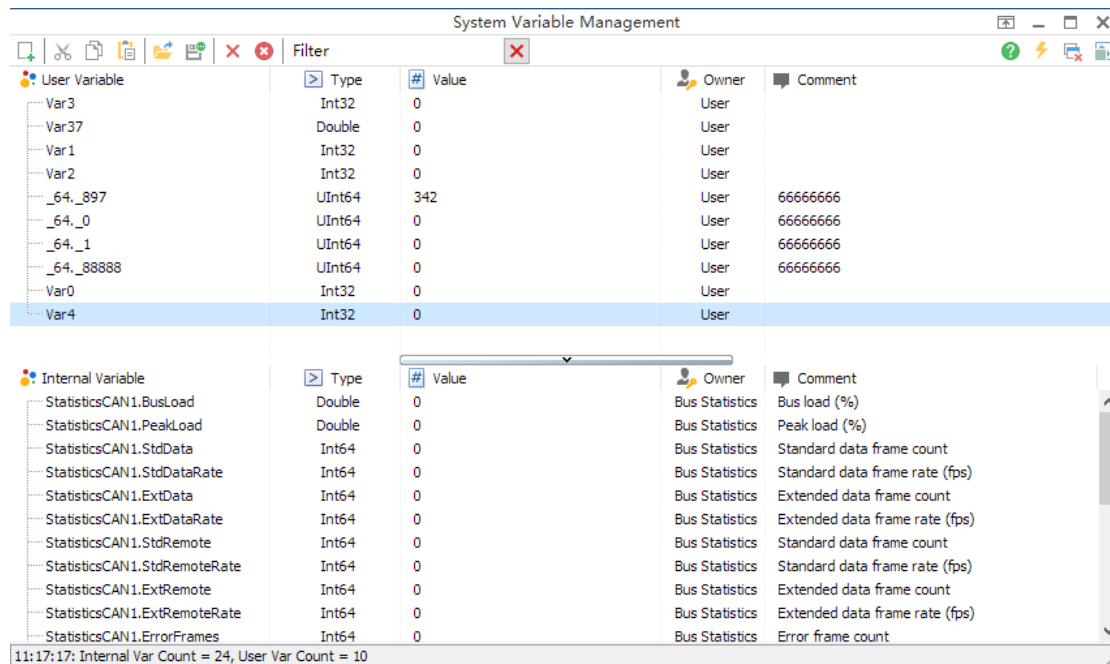 System Variable Management
Filter
User Variable Type Value Owner Comment
Var3 Int32 0 User
Var37 Double 0 User
Var1 Int32 0 User
Var2 Int32 0 User
_64._897 UInt64 342 User 66666666
_64._0 UInt64 0 User 66666666
_64._1 UInt64 0 User 66666666
_64._88888 UInt64 0 User 66666666
Var0 Int32 0 User
Var4 Int32 0 User
Internal Variable Type Value Owner Comment
StatisticsCAN1.BusLoad Double 0 Bus Statistics Bus load (%)
StatisticsCAN1.PeakLoad Double 0 Bus Statistics Peak load (%)
StatisticsCAN1.StdData Int64 0 Bus Statistics Standard data frame count
StatisticsCAN1.StdDataRate Int64 0 Bus Statistics Standard data frame rate (fps)
StatisticsCAN1.ExtData Int64 0 Bus Statistics Extended data frame count
StatisticsCAN1.ExtDataRate Int64 0 Bus Statistics Extended data frame rate (fps)
StatisticsCAN1.StdRemote Int64 0 Bus Statistics Standard data frame count
StatisticsCAN1.StdRemoteRate Int64 0 Bus Statistics Standard data frame rate (fps)
StatisticsCAN1.ExtRemote Int64 0 Bus Statistics Extended data frame count
StatisticsCAN1.ExtRemoteRate Int64 0 Bus Statistics Extended data frame rate (fps)
StatisticsCAN1.ErrorFrames Int64 0 Bus Statistics Error frame count
11:17:17: Internal Var Count = 24, User Var Count = 10